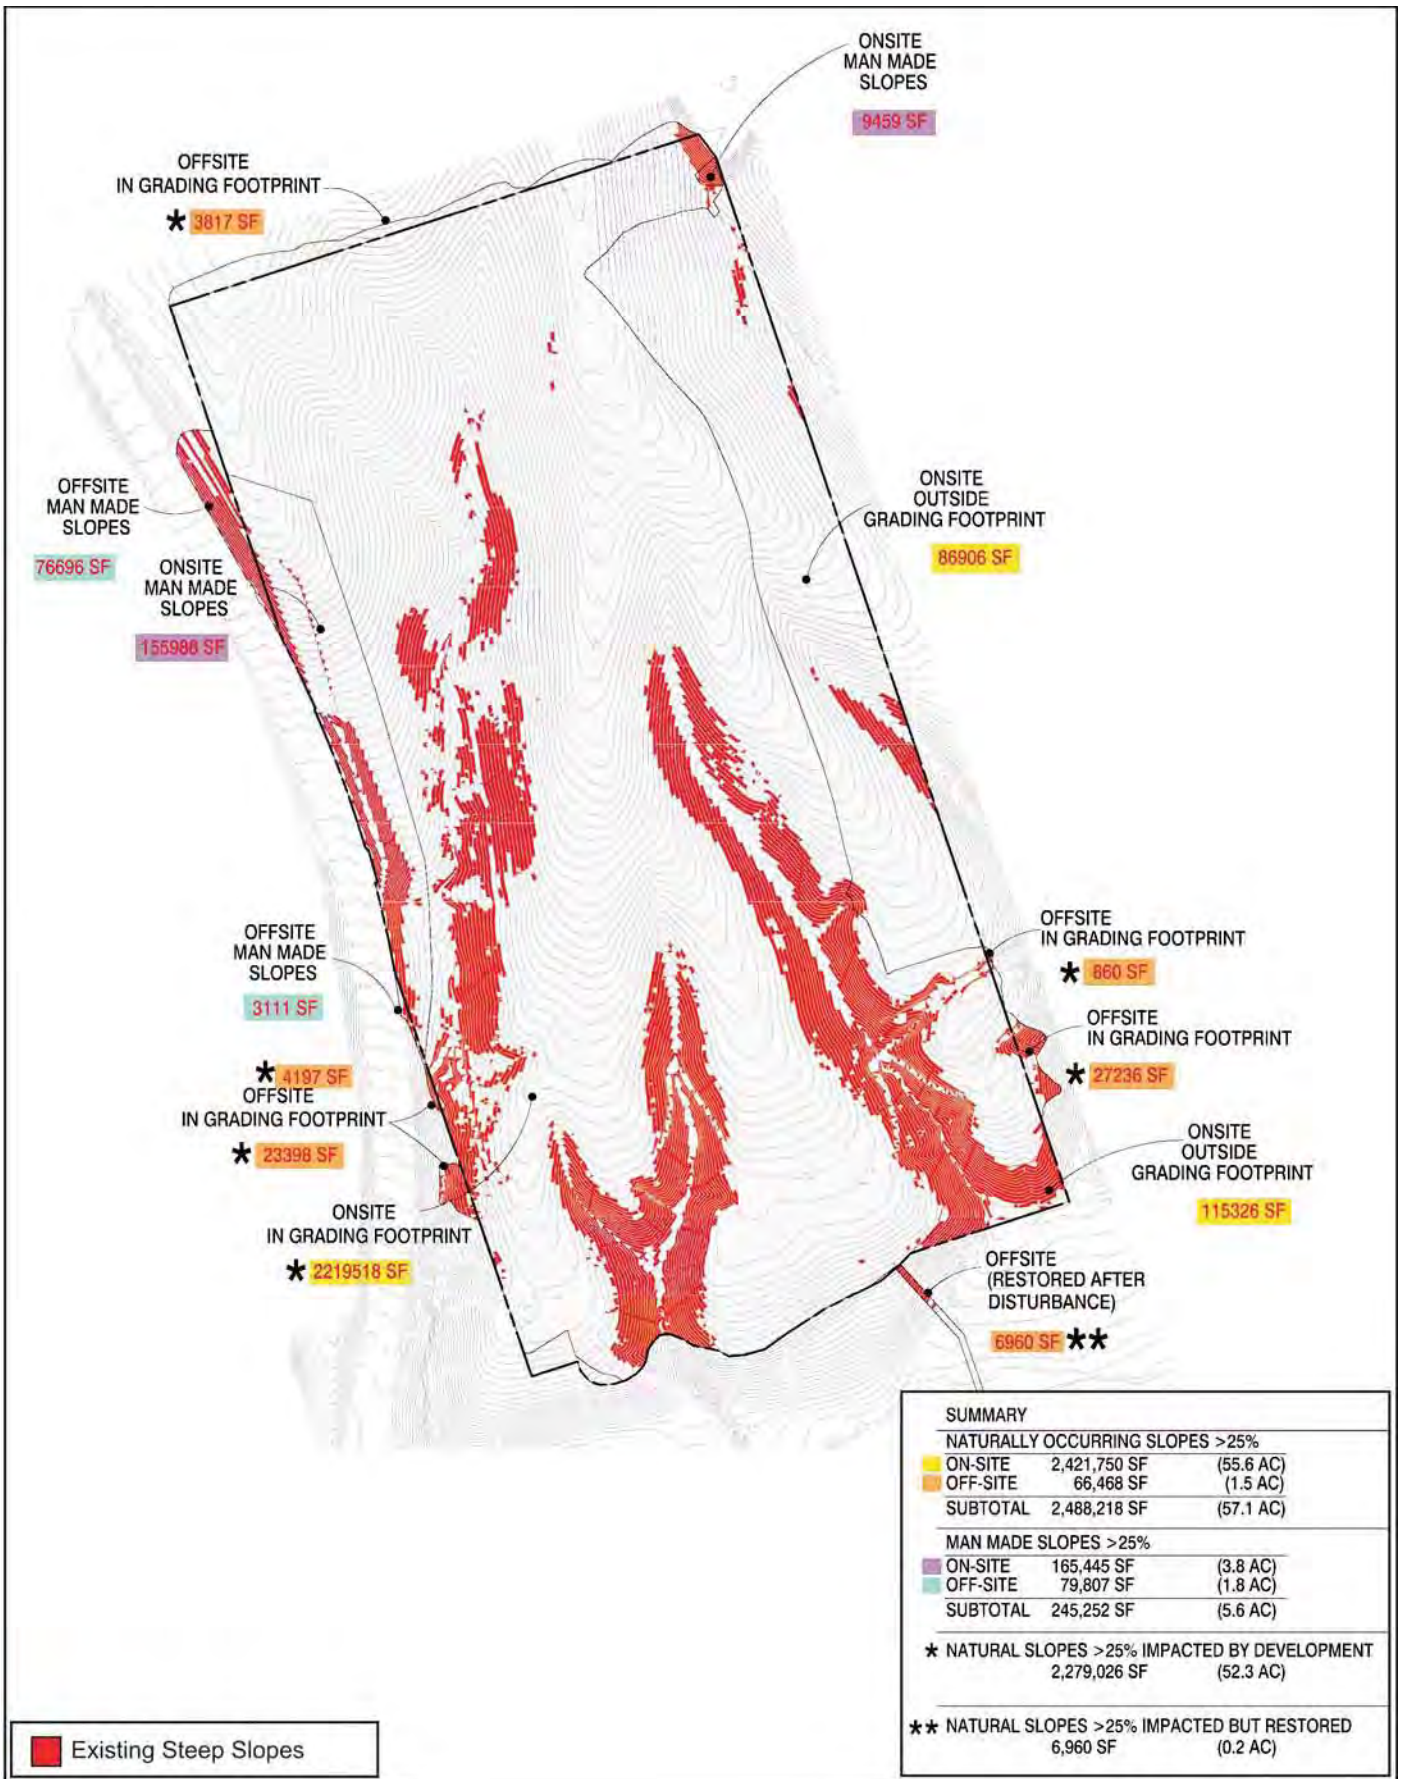 ONSITE
MAN MADE
SLOPES
9459 SF
OFFSITE
IN GRADING FOOTPRINT
* 3817 SF
OFFSITE
MAN MADE
SLOPES
76696 SF
ONSITE
MAN MADE
SLOPES
155988 SF
ONSITE
OUTSIDE
GRADING FOOTPRINT
86906 SF
OFFSITE
MAN MADE
SLOPES
3111 SF
OFFSITE
IN GRADING FOOTPRINT
* 860 SF
OFFSITE
IN GRADING FOOTPRINT
* 27236 SF
* 4197 SF
OFFSITE
IN GRADING FOOTPRINT
* 23398 SF
ONSITE
IN GRADING FOOTPRINT
* 2219518 SF
ONSITE
OUTSIDE
GRADING FOOTPRINT
115326 SF
OFFSITE
(RESTORED AFTER
DISTURBANCE)
6960 SF **
SUMMARY
NATURALLY OCCURRING SLOPES >25%
ON-SITE 2,421,750 SF (55.6 AC)
OFF-SITE 66,468 SF (1.5 AC)
SUBTOTAL 2,488,218 SF (57.1 AC)
MAN MADE SLOPES >25%
ON-SITE 165,445 SF (3.8 AC)
OFF-SITE 79,807 SF (1.8 AC)
SUBTOTAL 245,252 SF (5.6 AC)
* NATURAL SLOPES >25% IMPACTED BY DEVELOPMENT
2,279,026 SF (52.3 AC)
** NATURAL SLOPES >25% IMPACTED BUT RESTORED
6,960 SF (0.2 AC)
Existing Steep Slopes